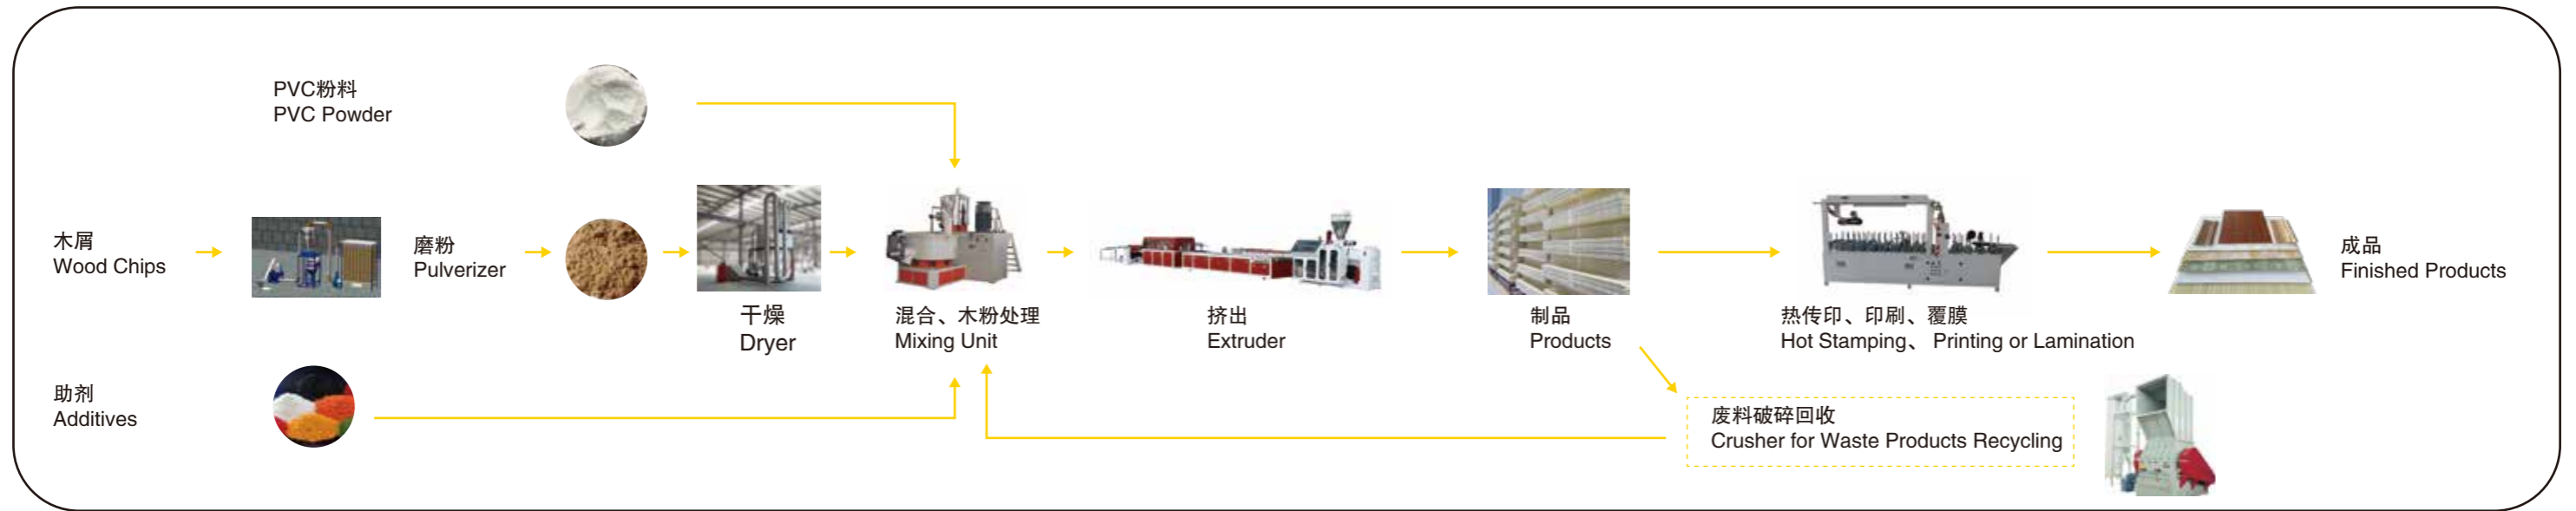 PVC粉料
PVC Powder
木屑
Wood Chips
磨粉
Pulverizer
干燥
Dryer
混合、木粉处理
Mixing Unit
挤出
Extruder
制品
Products
热传印、印刷、覆膜
Hot Stamping、 Printing or Lamination
成品
Finished Products
助剂
Additives
废料破碎回收
Crusher for Waste Products Recycling